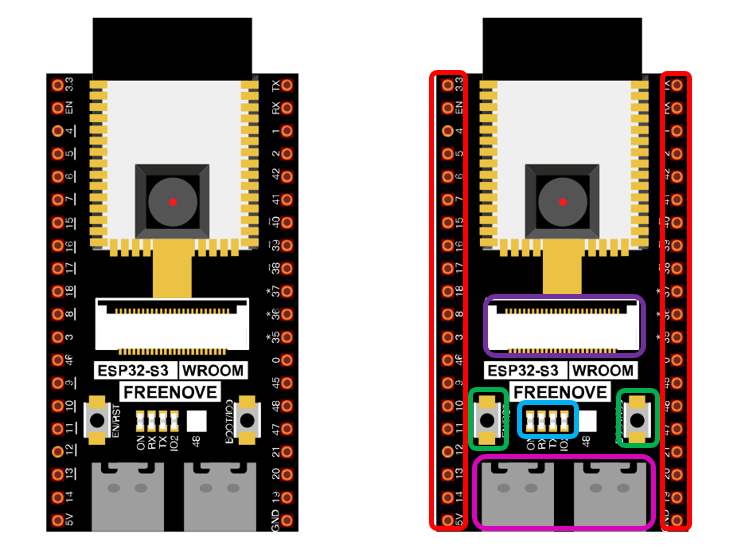 3.3 TX
EN RX
4 1
5 2
6 42
7 41
15 40
16 39
17 38
18 * 37
8 * 36
3 * 35
46 0
ESP32-S3 WROOM
FREENOVE
9 45
10 48
11 47
12 21
13 20
14 19
5V GND
EN/RST
ON
RX
TX
IO2
48
BOOT/IO0
3.3 TX
EN RX
4 1
5 2
6 42
7 41
15 40
16 39
17 38
18 * 37
8 * 36
3 * 35
46 0
ESP32-S3 WROOM
FREENOVE
9 45
10 48
11 47
12 21
13 20
14 19
5V GND
ON
RX
TX
IO2
48